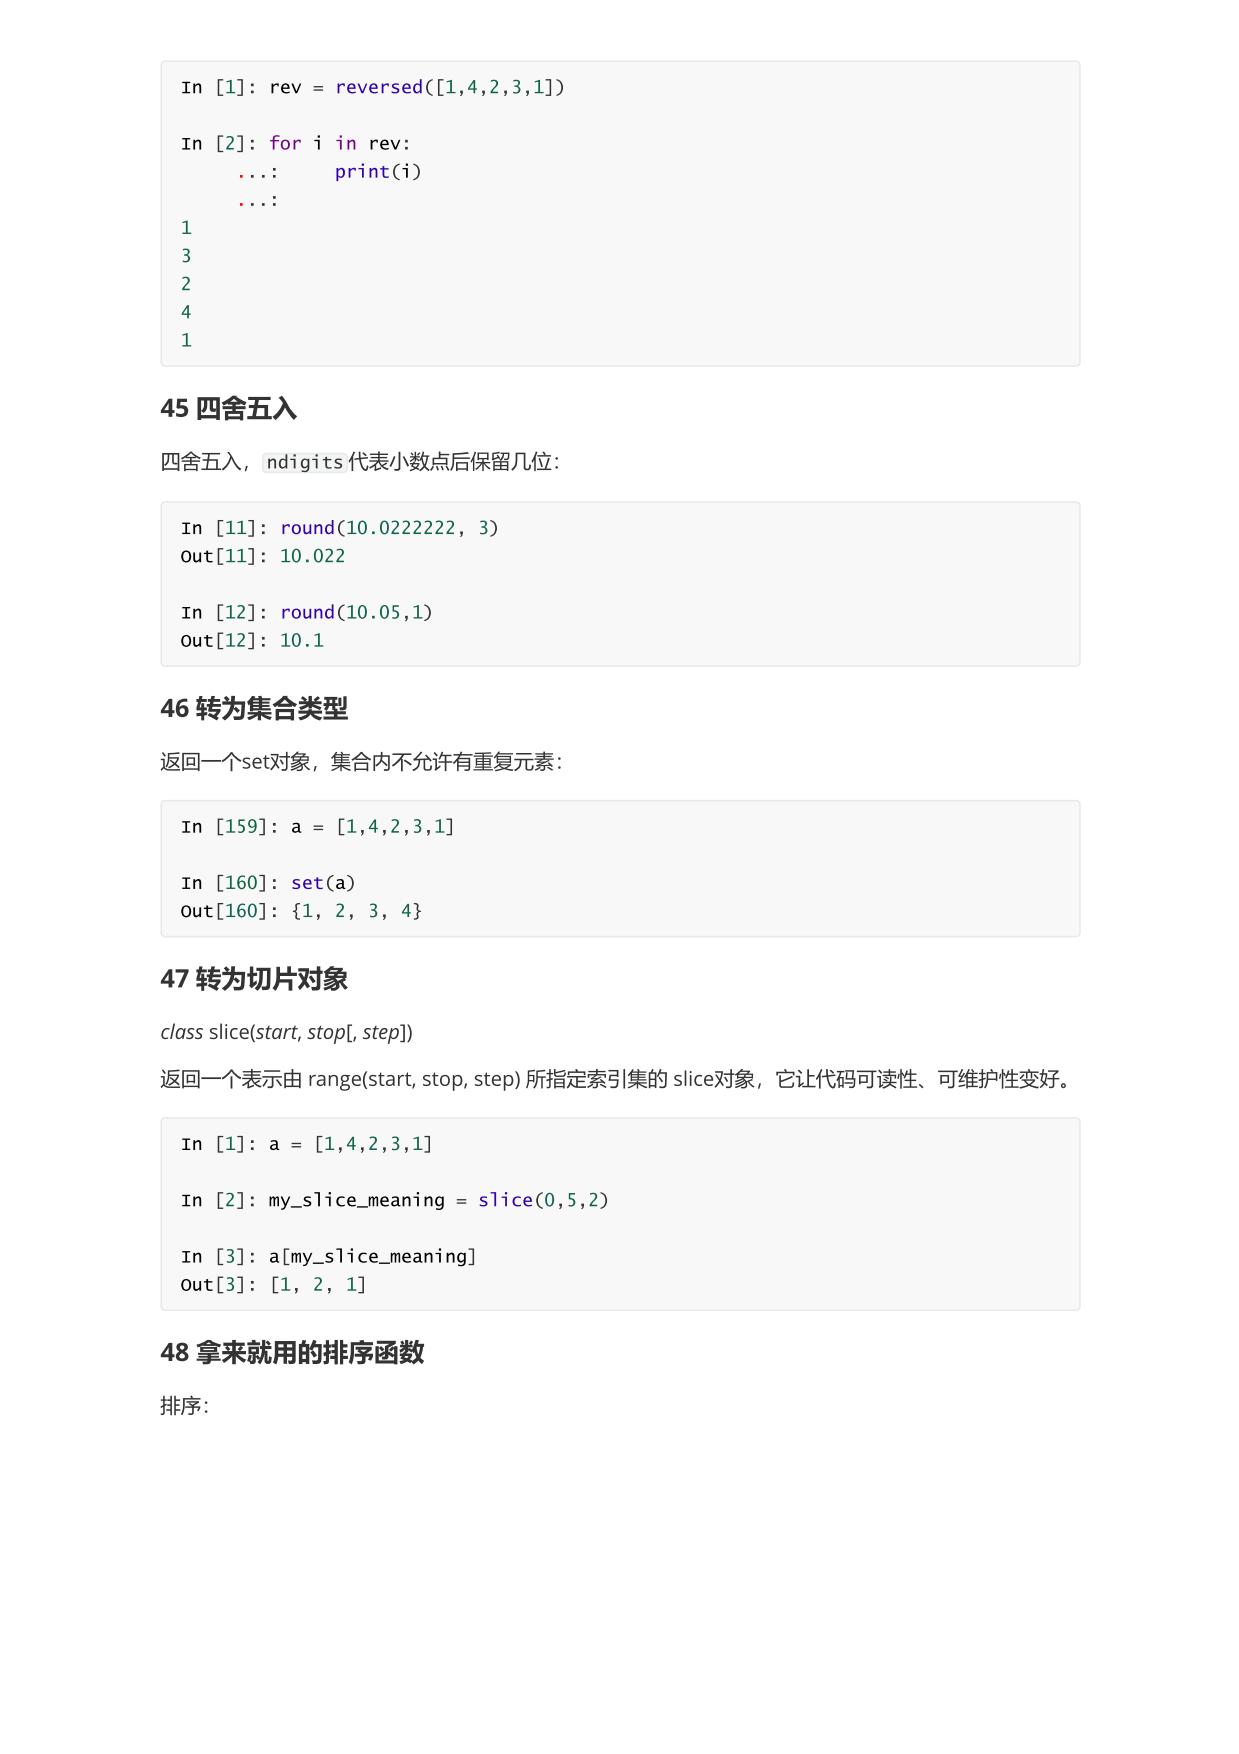 In [1]: rev = reversed([1,4,2,3,1])
In [2]: for i in rev:
...:     print(i)
...:
1
3
2
4
1
45 四舍五入
四舍五入，ndigits代表小数点后保留几位：
In [11]: round(10.0222222, 3)
Out[11]: 10.022
In [12]: round(10.05,1)
Out[12]: 10.1
46 转为集合类型
返回一个set对象，集合内不允许有重复元素：
In [159]: a = [1,4,2,3,1]
In [160]: set(a)
Out[160]: {1, 2, 3, 4}
47 转为切片对象
class slice(start, stop[, step])
返回一个表示由 range(start, stop, step) 所指定索引集的 slice对象，它让代码可读性、可维护性变好。
In [1]: a = [1,4,2,3,1]
In [2]: my_slice_meaning = slice(0,5,2)
In [3]: a[my_slice_meaning]
Out[3]: [1, 2, 1]
48 拿来就用的排序函数
排序：